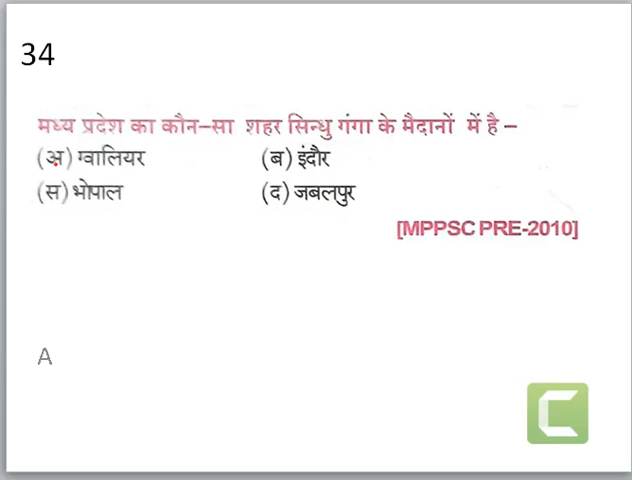 34
मध्य प्रदेश का कौन-सा शहर सिन्धु गंगा के मैदानों में है –
(अ) ग्वालियर (ब) इंदौर
(स) भोपाल (द) जबलपुर
[MPPSC PRE-2010]
A